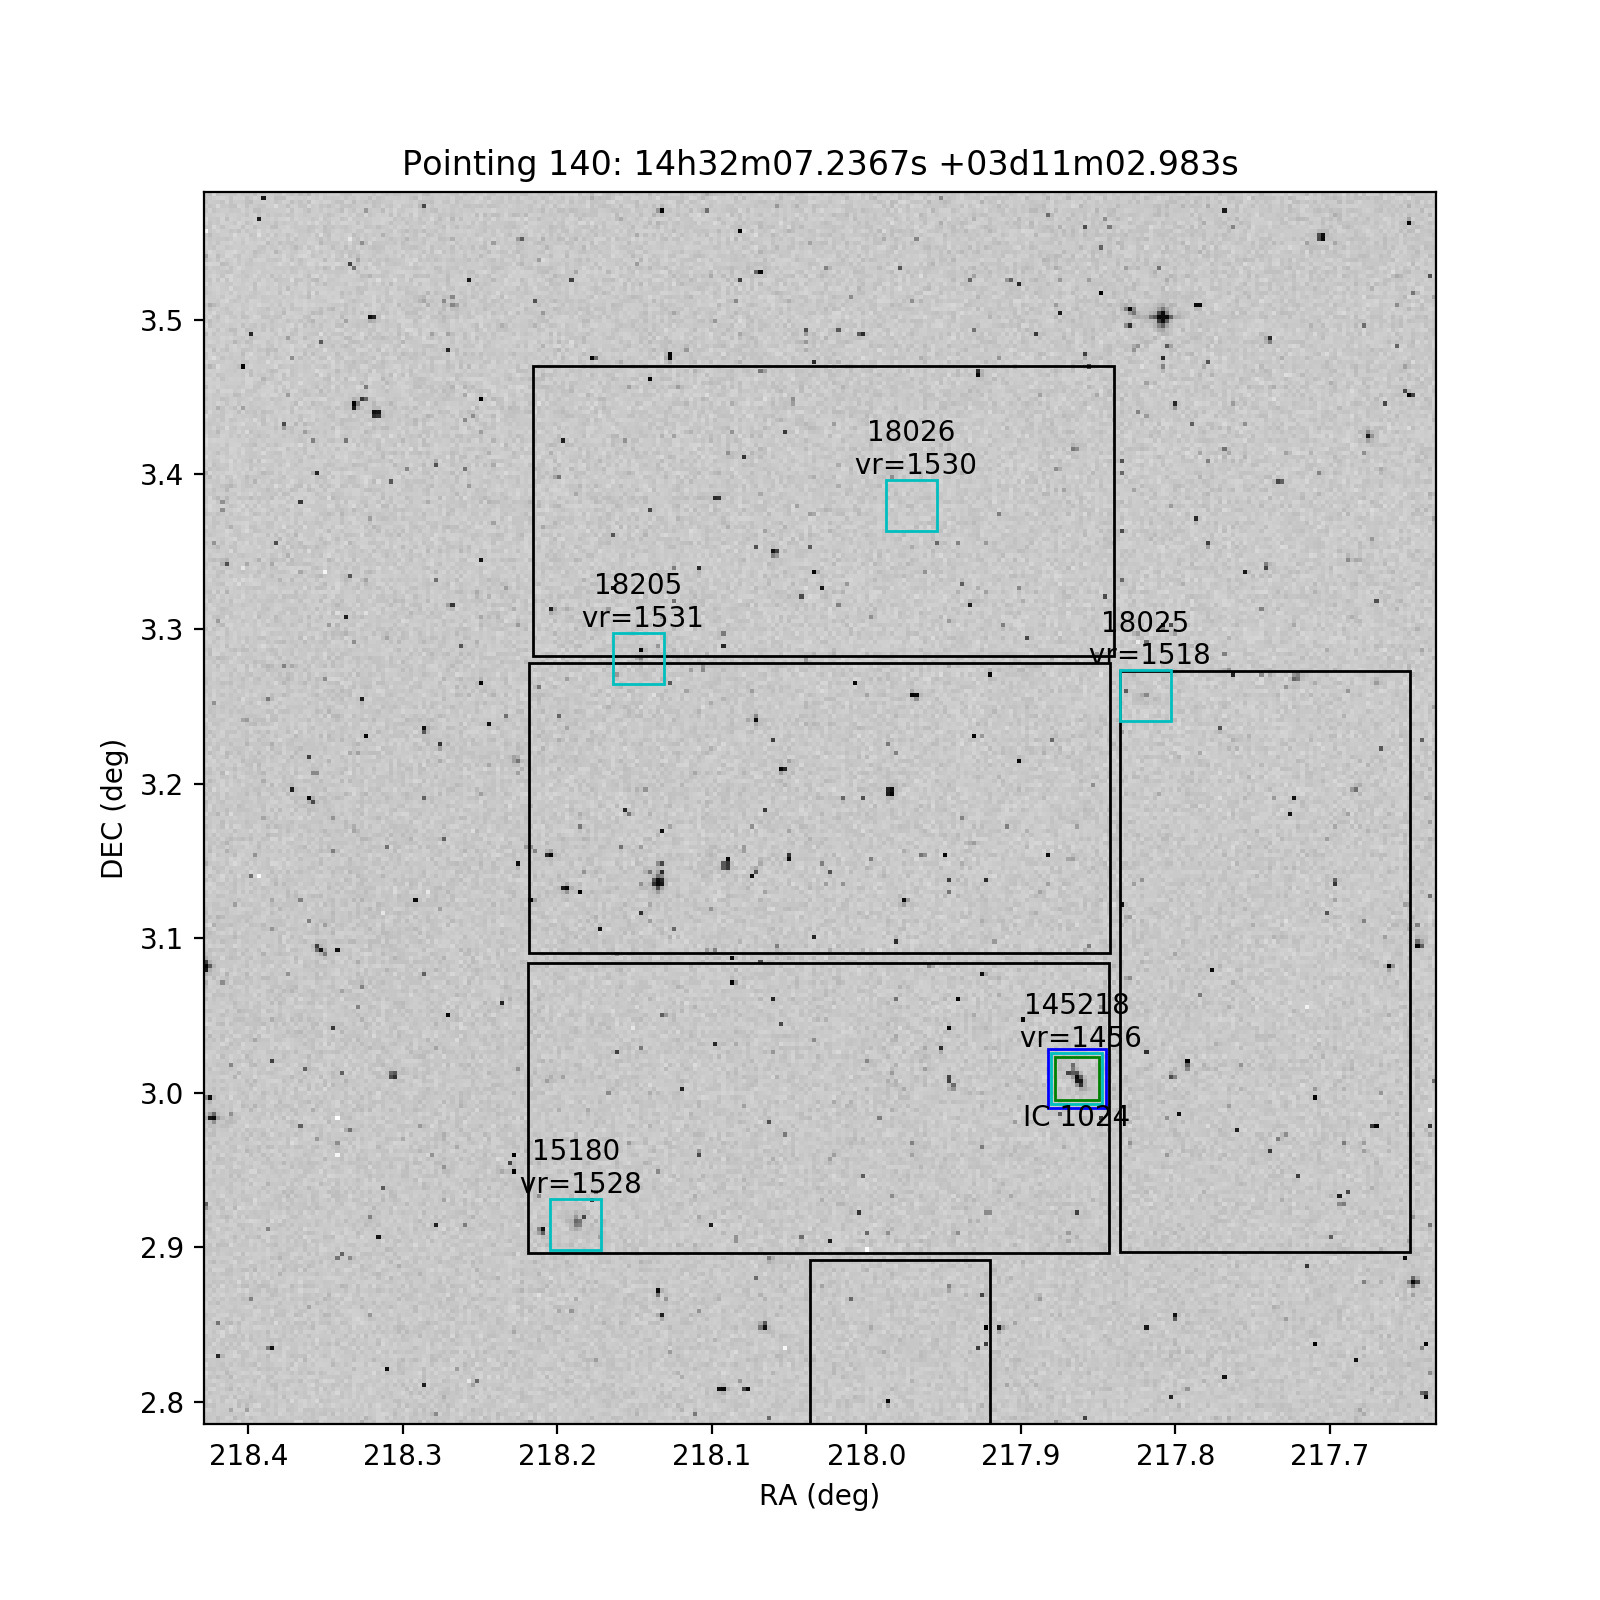 Pointing 140: 14h32m07.2367s +03d11m02.983s
3.5
18026
3.4
vr=1530
18205
vr=1531
3.3
18025
vr=1518
DEC (deg)
3.2
3.1
145218
vr=1456
3.0
IC 1024
15180
vr=1528
2.9
2.8
218.4 218.3 218.2 218.1 218.0 217.9 217.8 217.7
RA (deg)